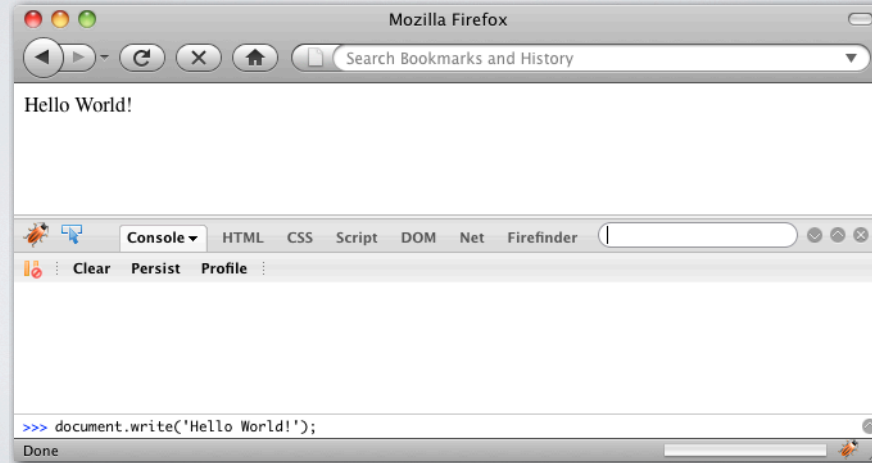 Mozilla Firefox
Search Bookmarks and History
Hello World!
Console HTML CSS Script DOM Net Firefinder
Clear Persist Profile
>>> document.write('Hello World!');
Done